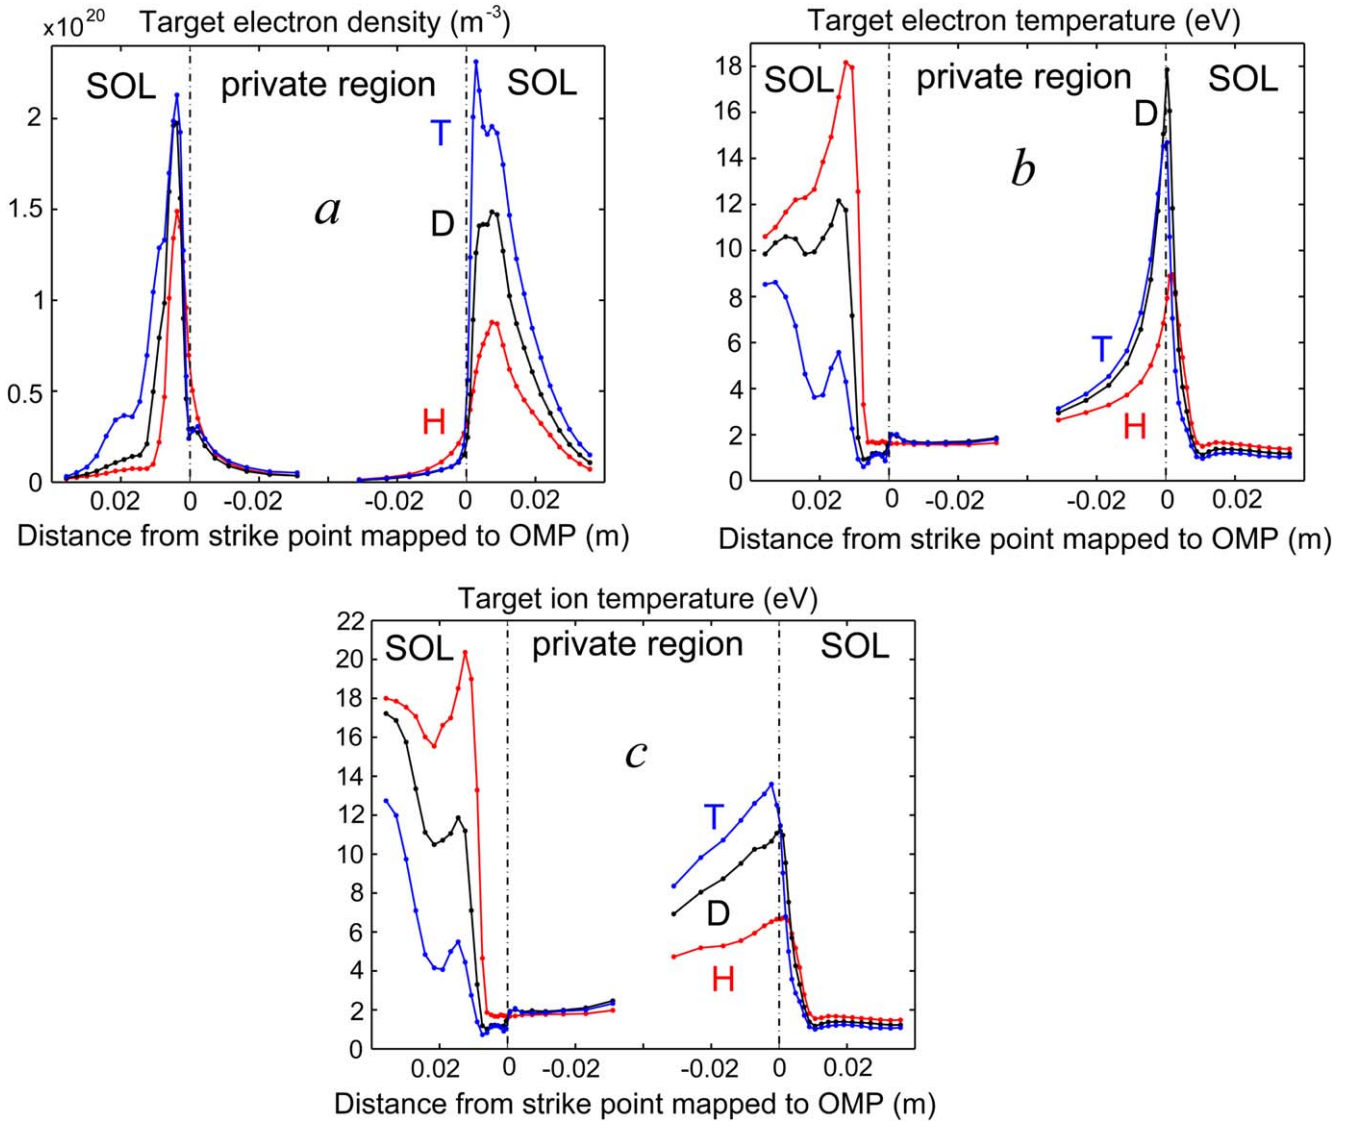 x10²⁰ Target electron density (m⁻³)
SOL private region SOL
T
D
H
a
2
1.5
1
0.5
0
0.02 0 -0.02 -0.02 0 0.02
Distance from strike point mapped to OMP (m)
Target electron temperature (eV)
SOL private region SOL
D
T
H
b
18
16
14
12
10
8
6
4
2
0
0.02 0 -0.02 -0.02 0 0.02
Distance from strike point mapped to OMP (m)
Target ion temperature (eV)
SOL private region SOL
c
T
D
H
22
20
18
16
14
12
10
8
6
4
2
0
0.02 0 -0.02 -0.02 0 0.02
Distance from strike point mapped to OMP (m)